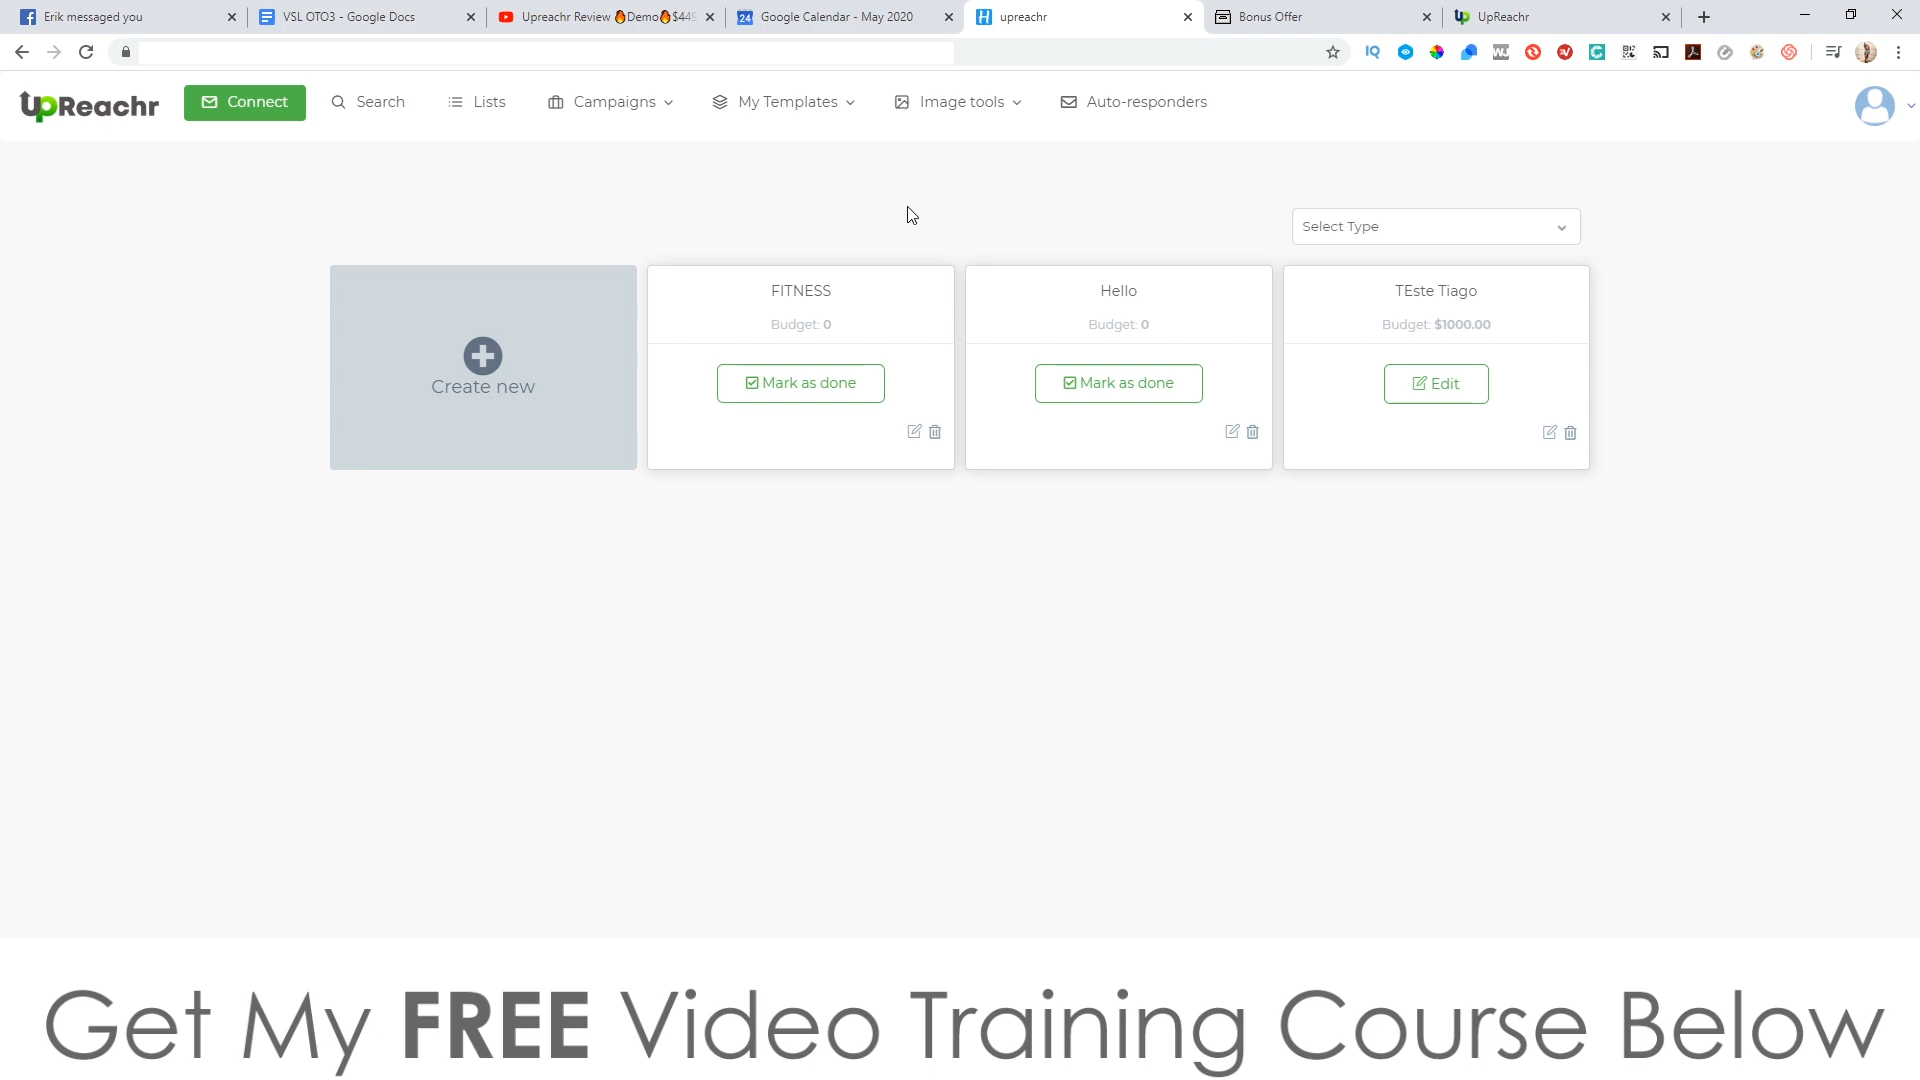 Erik messaged you
VSL OTO3 - Google Docs
Upreachr Review 🔥Demo🔥$449
Google Calendar - May 2020
upreachr
Bonus Offer
UpReachr
upReachr
Connect
Search
Lists
Campaigns
My Templates
Image tools
Auto-responders
Select Type
Create new
FITNESS
Budget: 0
Mark as done
Hello
Budget: 0
Mark as done
TEste Tiago
Budget: $1000.00
Edit
Get My FREE Video Training Course Below